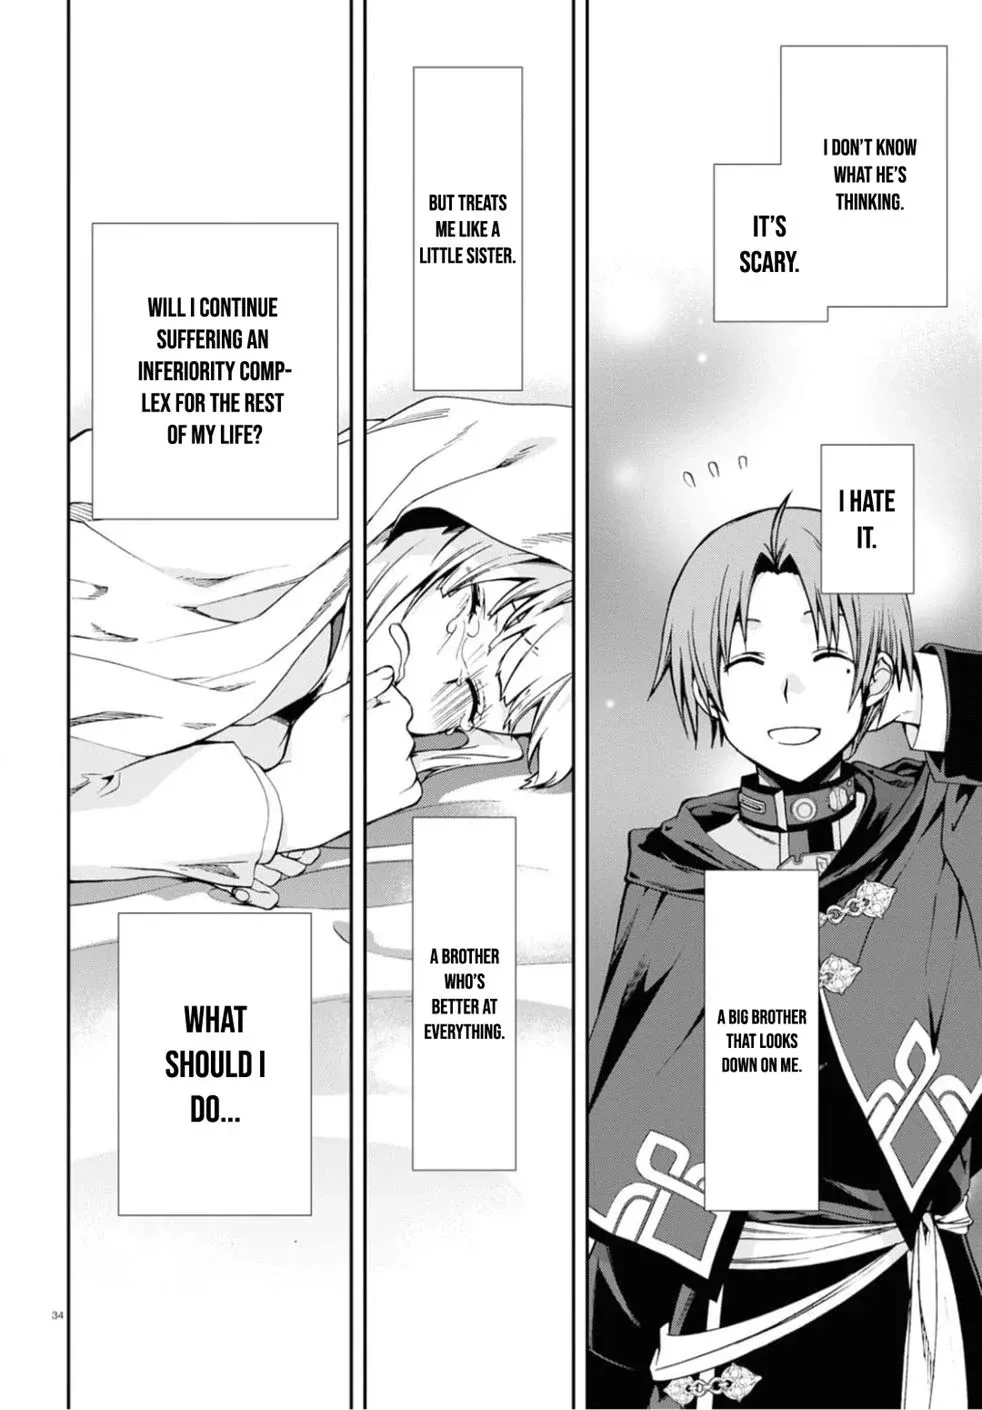 I DON'T KNOW
WHAT HE'S
THINKING.
IT'S
SCARY.
I HATE
IT.
A BIG BROTHER
THAT LOOKS
DOWN ON ME.
BUT TREATS
ME LIKE A
LITTLE SISTER.
A BROTHER
WHO'S
BETTER AT
EVERYTHING.
WILL I CONTINUE
SUFFERING AN
INFERIORITY COMP-
LEX FOR THE REST
OF MY LIFE?
WHAT
SHOULD I
DO...
34